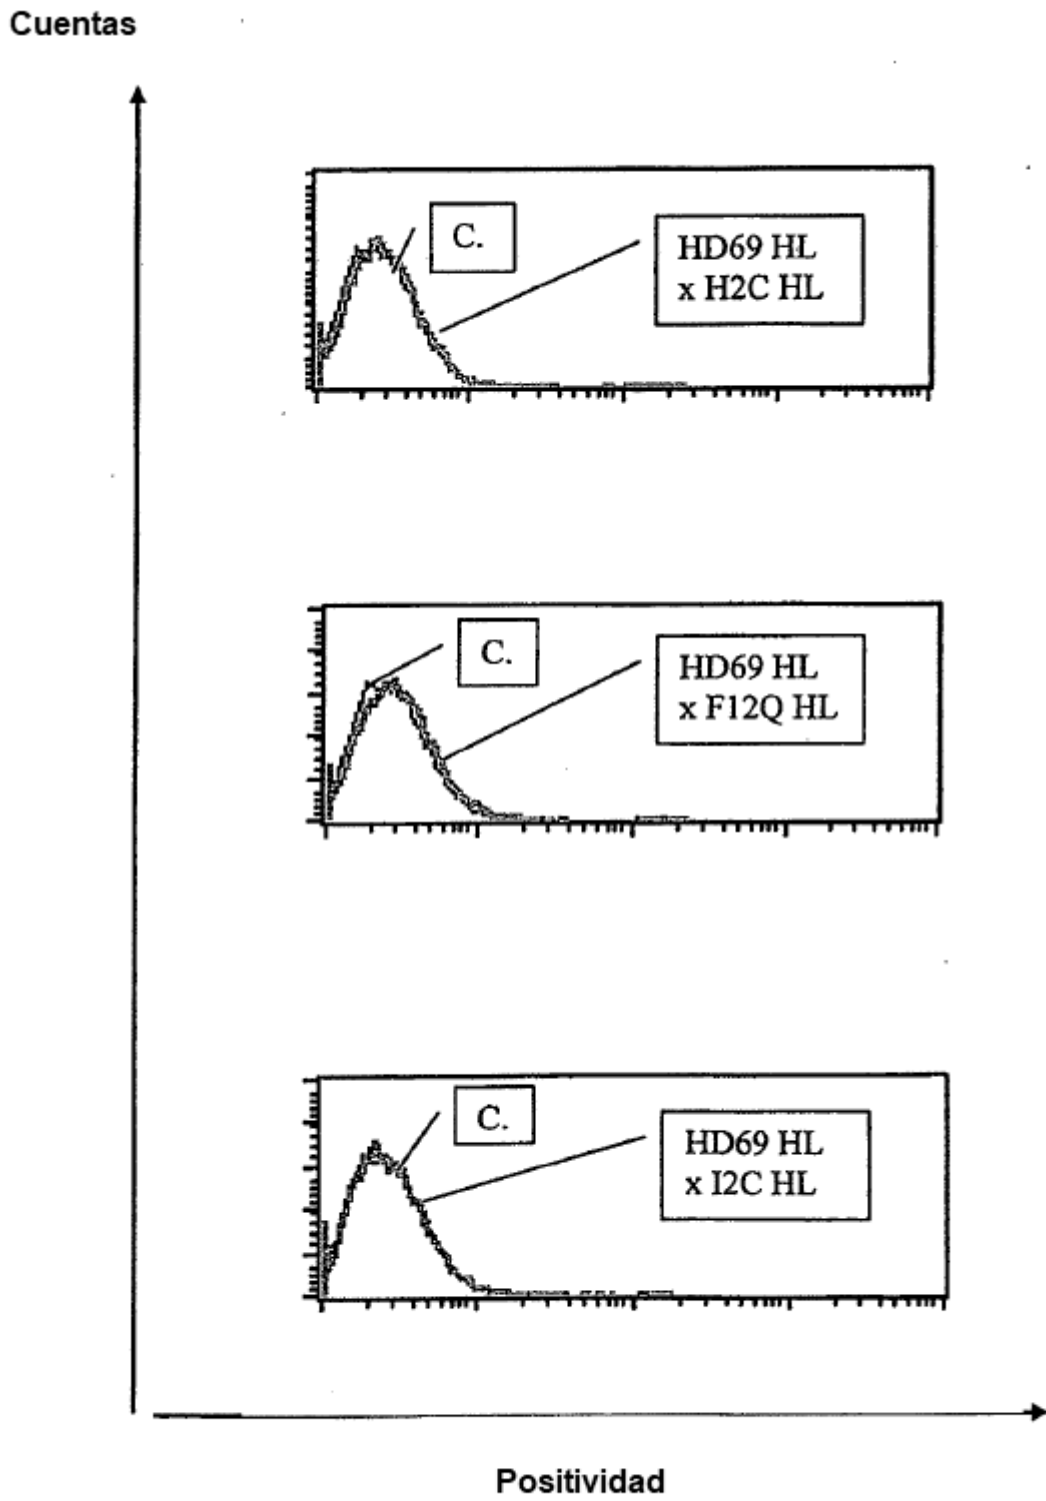 Cuentas
C.
HD69 HL
x H2C HL
C.
HD69 HL
x F12Q HL
C.
HD69 HL
x I2C HL
Positividad